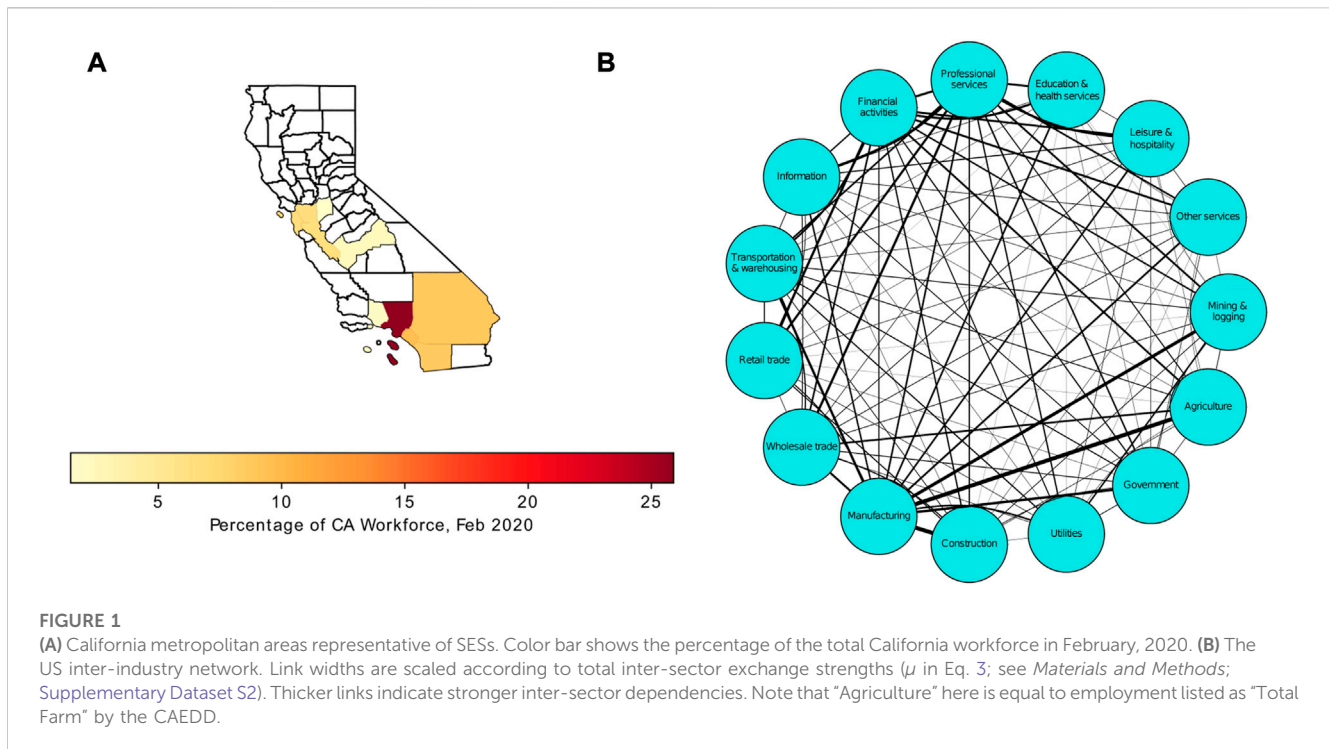 A
B
Professional
services
Education &
health services
Financial
activities
Leisure &
hospitality
Information
Other services
Transportation
& warehousing
Mining &
logging
Retail trade
Agriculture
Wholesale trade
Government
Manufacturing
Utilities
Construction
5
10
15
20
25
Percentage of CA Workforce, Feb 2020
FIGURE 1
(A) California metropolitan areas representative of SESs. Color bar shows the percentage of the total California workforce in February, 2020. (B) The
US inter-industry network. Link widths are scaled according to total inter-sector exchange strengths (μ in Eq. 3; see Materials and Methods;
Supplementary Dataset S2). Thicker links indicate stronger inter-sector dependencies. Note that “Agriculture” here is equal to employment listed as “Total
Farm” by the CAEDD.